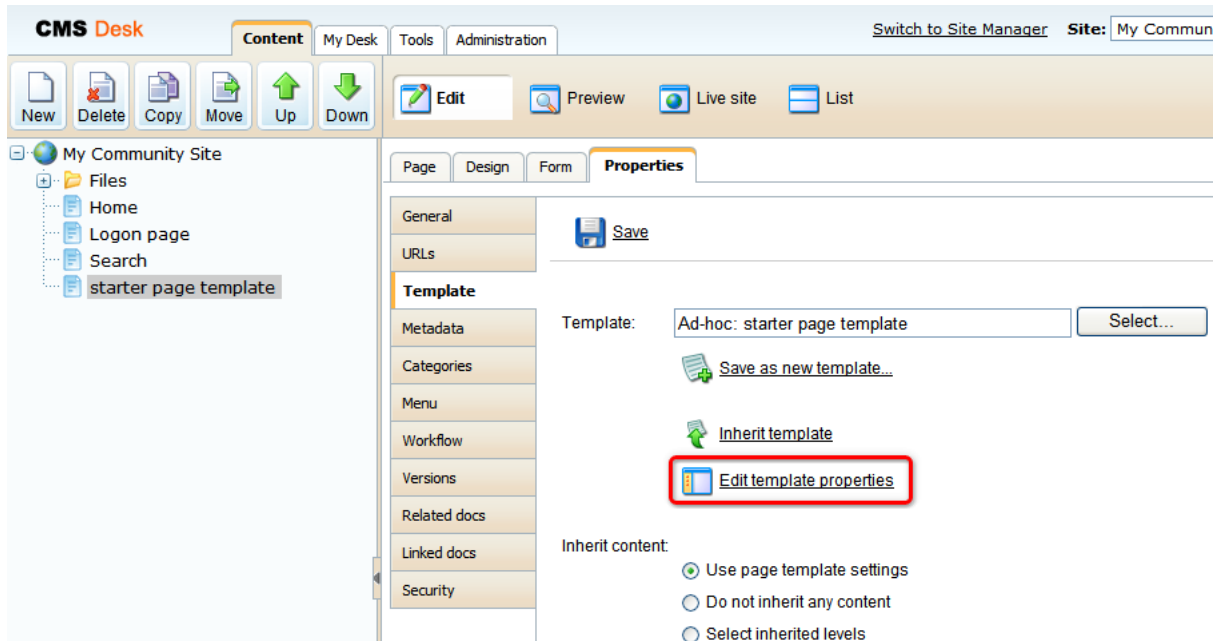 CMS Desk
Content My Desk Tools Administration
Switch to Site Manager Site: My Commun
New Delete Copy Move Up Down
Edit Preview Live site List
My Community Site
Files
Home
Logon page
Search
starter page template
Page Design Form Properties
General
URLs
Template
Metadata
Categories
Menu
Workflow
Versions
Related docs
Linked docs
Security
Save
Template: Ad-hoc: starter page template Select...
Save as new template...
Inherit template
Edit template properties
Inherit content:
Use page template settings
Do not inherit any content
Select inherited levels